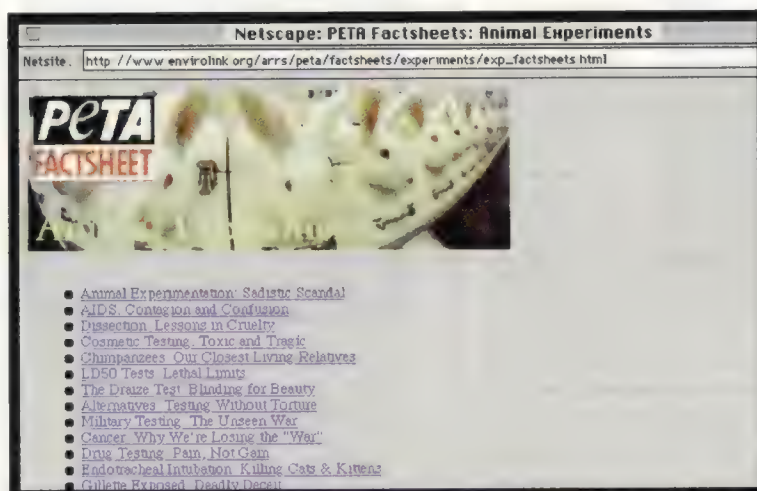 Netscape: PETA Factsheets: Animal Experiments
Netsite. http //www envirolink org/arrs/peta/factsheets/experiments/exp_factsheets html
PeTA
FACTSHEET
Animal Experimentation: Sadistic Scandal
AIDS. Contagion and Confusion
Dissection Lessons in Cruelty
Cosmetic Testing Toxic and Tragic
Chimpanzees Our Closest Living Relatives
LD50 Tests Lethal Limits
The Draize Test Blinding for Beauty
Alternatives Testing Without Torture
Military Testing The Unseen War
Cancer Why We're Losing the "War"
Drug Testing Pain, Not Gain
Endotracheal Intubation Killing Cats & Kittens
Gillette Exposed Deadly Deceit